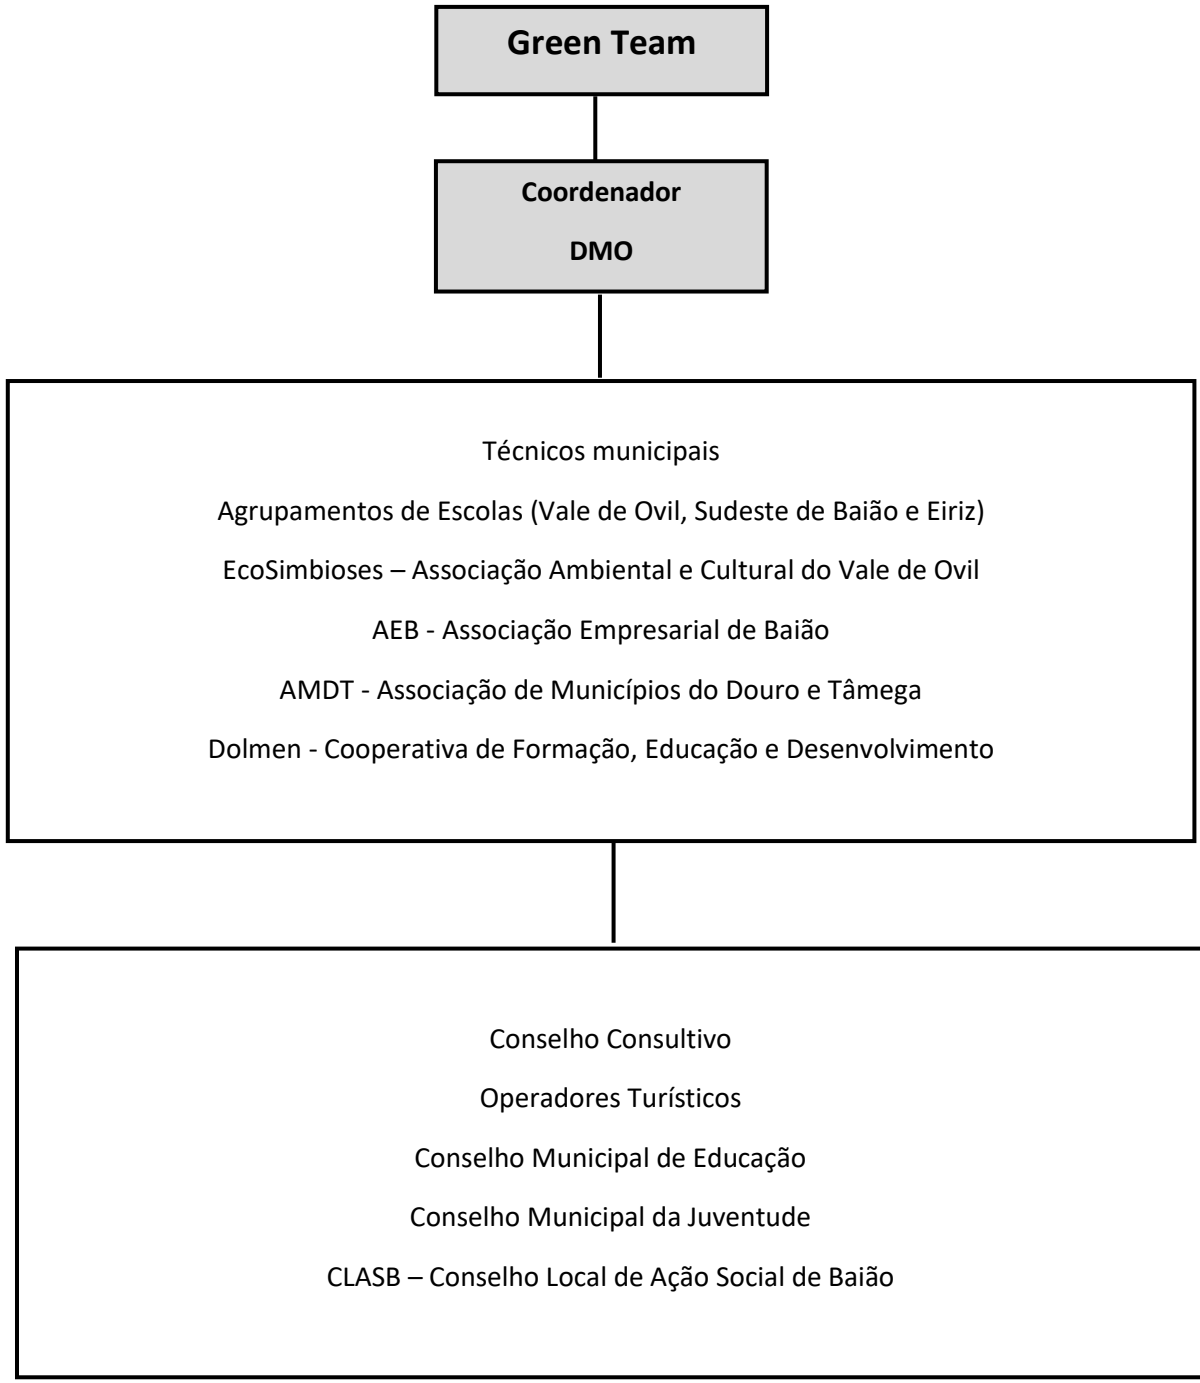 Green Team
Coordenador
DMO
Técnicos municipais
Agrupamentos de Escolas (Vale de Ovil, Sudeste de Baião e Eiriz)
EcoSimbioses – Associação Ambiental e Cultural do Vale de Ovil
AEB - Associação Empresarial de Baião
AMDT - Associação de Municípios do Douro e Tâmega
Dolmen - Cooperativa de Formação, Educação e Desenvolvimento
Conselho Consultivo
Operadores Turísticos
Conselho Municipal de Educação
Conselho Municipal da Juventude
CLASB – Conselho Local de Ação Social de Baião